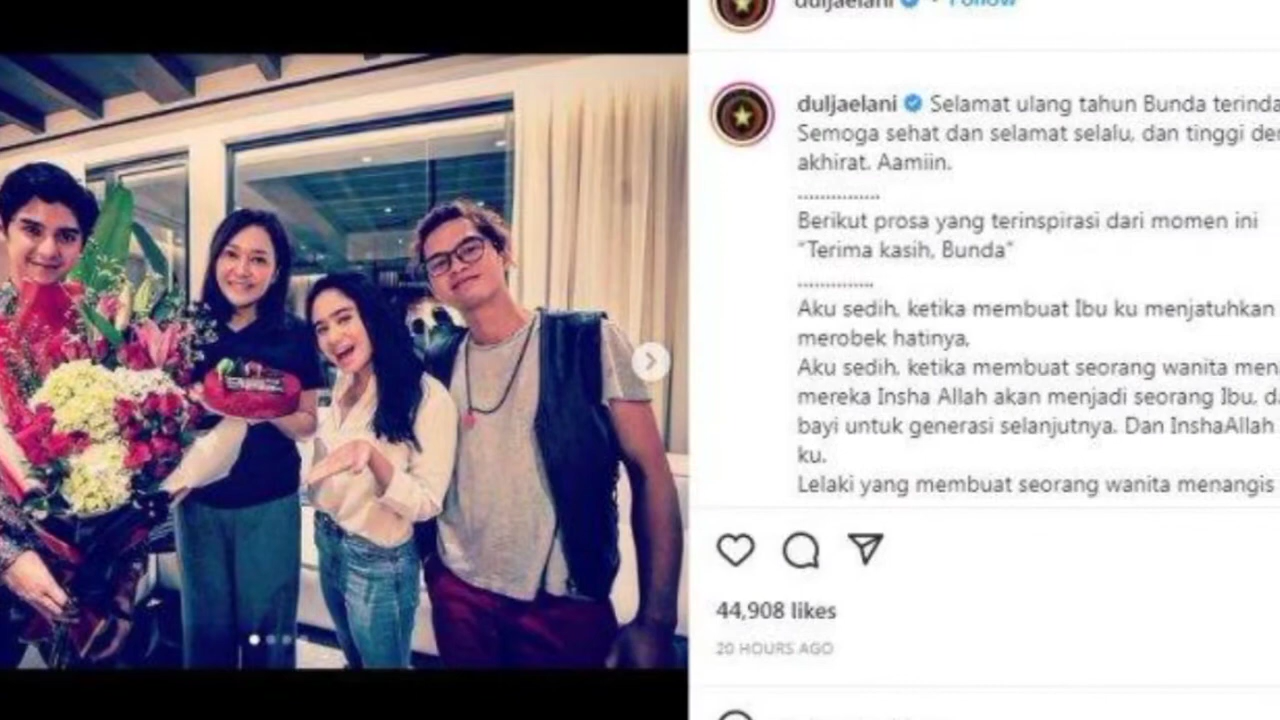 duljaelani • Follow
duljaelani Selamat ulang tahun Bunda
Semoga sehat dan selamat selalu, dan tinggi
akhirat. Aamiin.
................
Berikut prosa yang terinspirasi dari momen ini
"Terima kasih, Bunda"
..............
Aku sedih, ketika membuat Ibu ku menjatuhkan
merobek hatinya,
Aku sedih, ketika membuat seorang wanita
mereka Insha Allah akan menjadi seorang Ibu,
bayi untuk generasi selanjutnya. Dan InshaAllah
ku.
Lelaki yang membuat seorang wanita menangis
44,908 likes
20 HOURS AGO